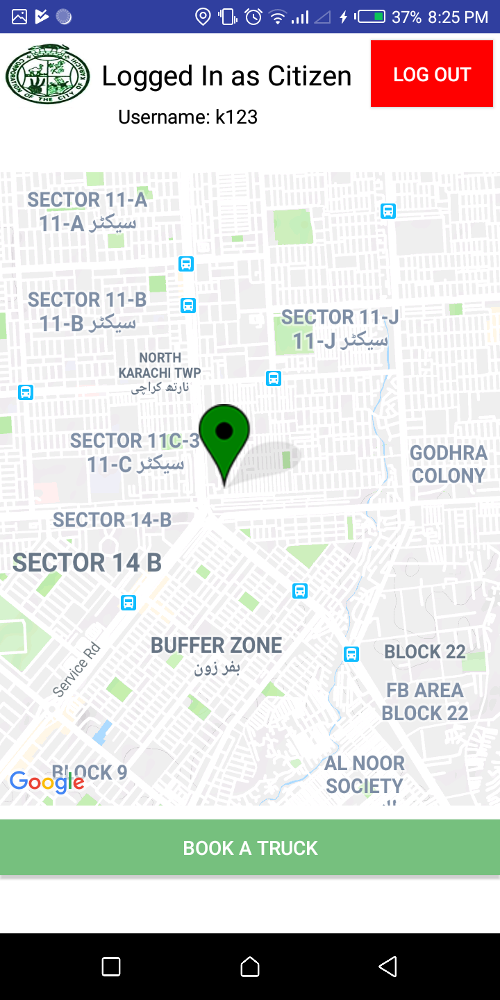 37% 8:25 PM
CORPORATION OF THE CITY OF KARACHI
Logged In as Citizen
LOG OUT
Username: k123
SECTOR 11-A
11-A سیکٹر
SECTOR 11-B
11-B سیکٹر
SECTOR 11-J
11-J سیکٹر
NORTH
KARACHI TWP
نارتھ کراچی
SECTOR 11C-3
11-C سیکٹر
GODHRA
COLONY
SECTOR 14-B
SECTOR 14 B
BUFFER ZONE
بفر زون
Service Rd
BLOCK 22
FB AREA
BLOCK 22
BLOCK 9
AL NOOR
SOCIETY
Google
BOOK A TRUCK